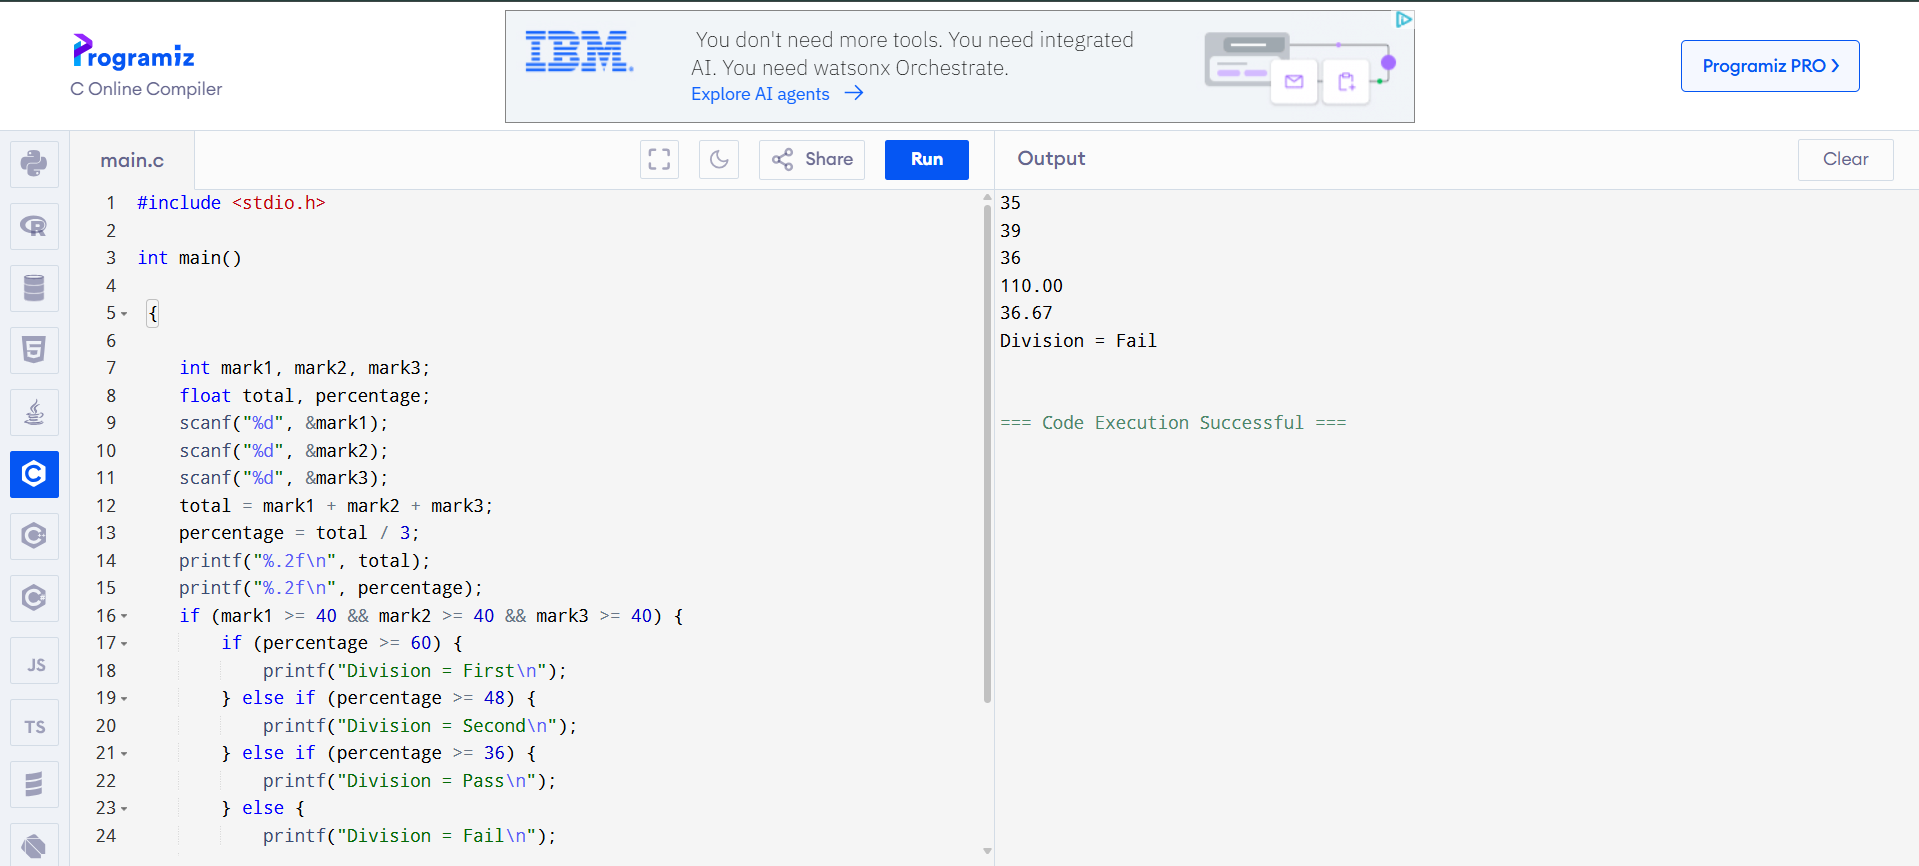 Programiz
C Online Compiler
IBM
You don't need more tools. You need integrated
AI. You need watsonx Orchestrate.
Explore AI agents →
Programiz PRO >
main.c
Share
Run
Output
Clear
1 #include <stdio.h>
2
3 int main()
4
5 {
6
7 int mark1, mark2, mark3;
8 float total, percentage;
9 scanf("%d", &mark1);
10 scanf("%d", &mark2);
11 scanf("%d", &mark3);
12 total = mark1 + mark2 + mark3;
13 percentage = total / 3;
14 printf("%.2f\n", total);
15 printf("%.2f\n", percentage);
16 if (mark1 >= 40 && mark2 >= 40 && mark3 >= 40) {
17 if (percentage >= 60) {
18 printf("Division = First\n");
19 } else if (percentage >= 48) {
20 printf("Division = Second\n");
21 } else if (percentage >= 36) {
22 printf("Division = Pass\n");
23 } else {
24 printf("Division = Fail\n");
35
39
36
110.00
36.67
Division = Fail
=== Code Execution Successful ===
R
5
C
C
C
JS
TS